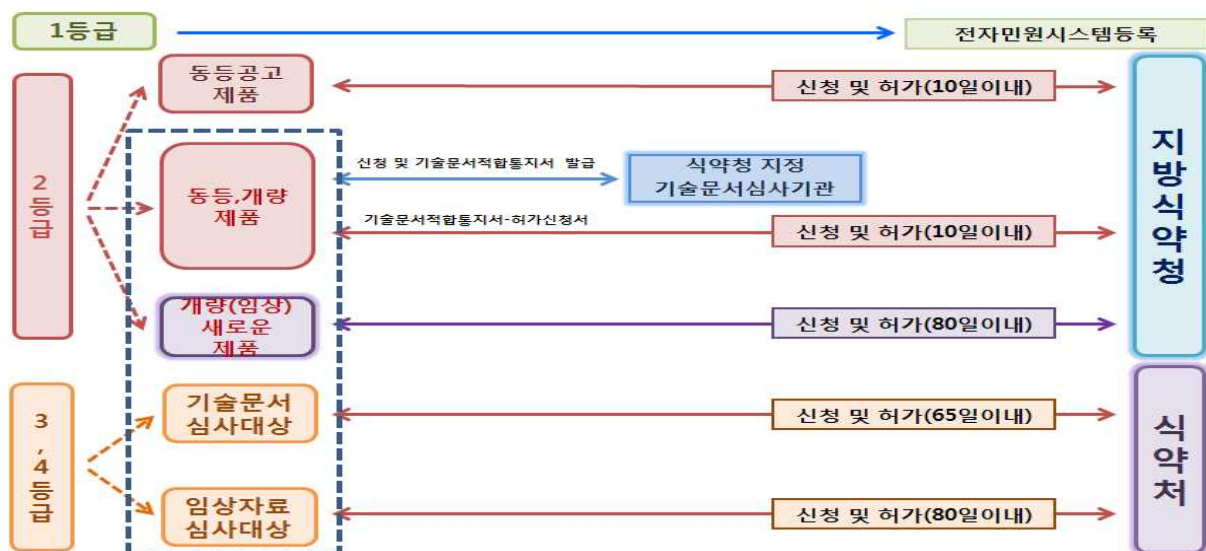 1등급
전자민원시스템등록
2등급
동등공고
제품
신청 및 허가(10일이내)
동등,개량
제품
신청 및 기술문서적합통지서 발급
식약청 지정
기술문서심사기관
기술문서적합통지서-허가신청서
신청 및 허가(10일이내)
개량(임상)
새로운
제품
신청 및 허가(80일이내)
지방식약청
3,4등급
기술문서
심사대상
신청 및 허가(65일이내)
임상자료
심사대상
신청 및 허가(80일이내)
식약처